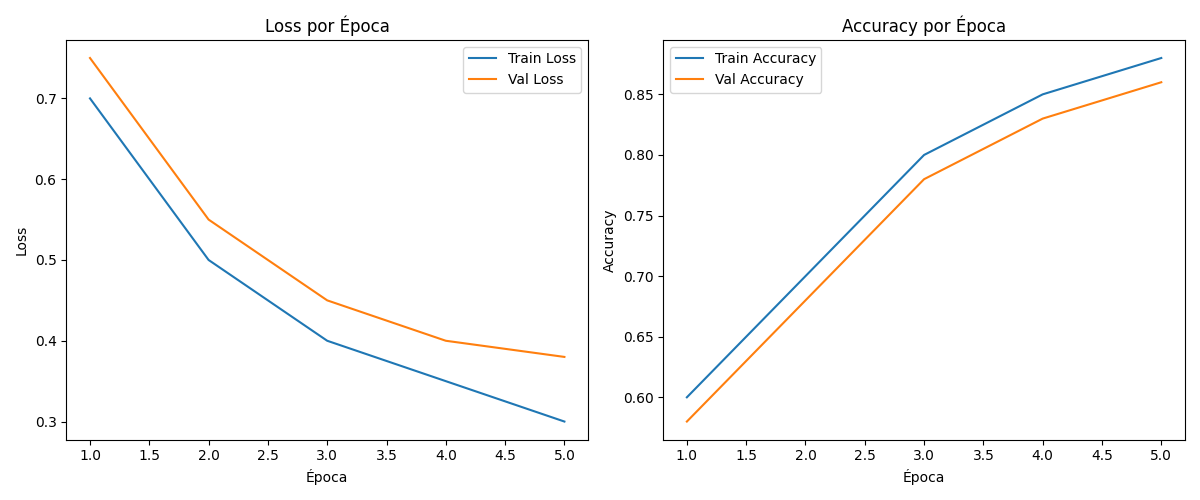 Loss por Época
Train Loss
Val Loss
0.7
0.6
0.5
0.4
0.3
Loss
1.0 1.5 2.0 2.5 3.0 3.5 4.0 4.5 5.0
Época
Accuracy por Época
Train Accuracy
Val Accuracy
0.85
0.80
0.75
0.70
0.65
0.60
Accuracy
1.0 1.5 2.0 2.5 3.0 3.5 4.0 4.5 5.0
Época